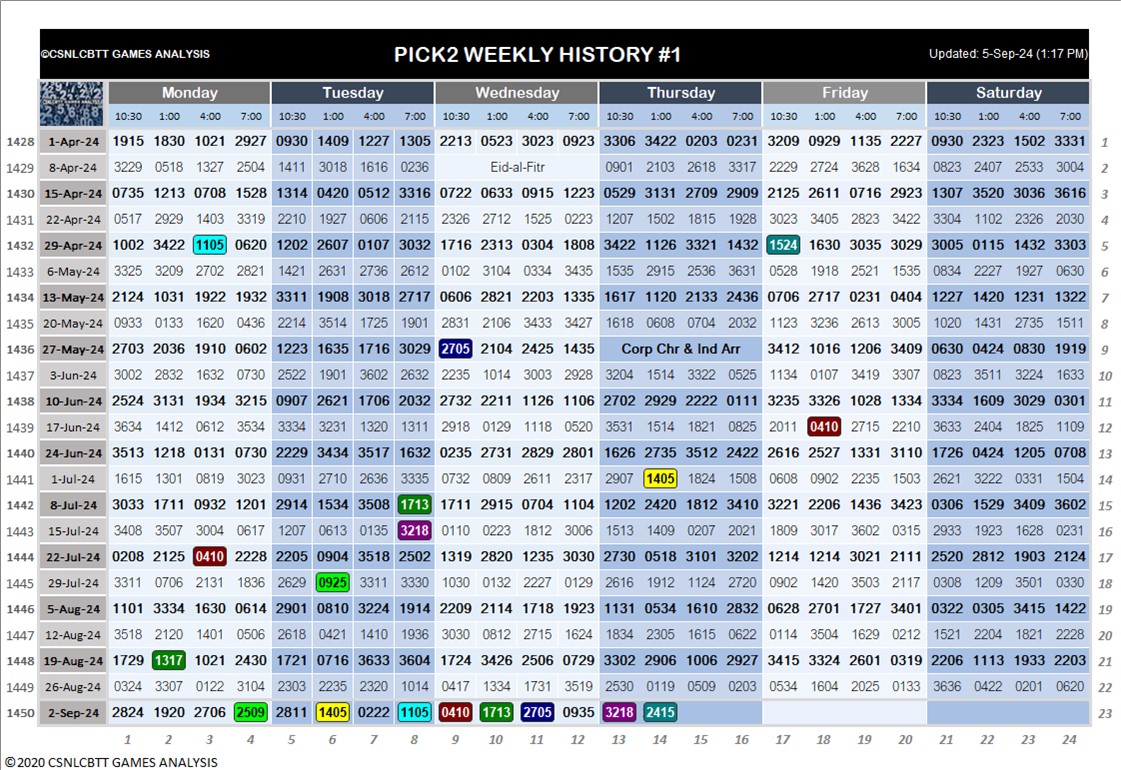 ©CSNLCBTT GAMES ANALYSIS PICK2 WEEKLY HISTORY #1 Updated: 5-Sep-24 (1:17 PM)
Monday Tuesday Wednesday Thursday Friday Saturday
10:30 1:00 4:00 7:00 10:30 1:00 4:00 7:00 10:30 1:00 4:00 7:00 10:30 1:00 4:00 7:00 10:30 1:00 4:00 7:00 10:30 1:00 4:00 7:00
1428 1-Apr-24 1915 1830 1021 2927 0930 1409 1227 1305 2213 0523 3023 0923 3306 3422 0203 0231 3209 0929 1135 2227 0930 2323 1502 3331 1
1429 8-Apr-24 3229 0518 1327 2504 1411 3018 1616 0236 Eid-al-Fitr 0901 2103 2618 3317 2229 2724 3628 1634 0823 2407 2533 3004 2
1430 15-Apr-24 0735 1213 0708 1528 1314 0420 0512 3316 0722 0633 0915 1223 0529 3131 2709 2909 2125 2611 0716 2923 1307 3520 3036 3616 3
1431 22-Apr-24 0517 2929 1403 3319 2210 1927 0606 2115 2326 2712 1525 0223 1207 1502 1815 1928 3023 3405 2823 3422 3304 1102 2326 2030 4
1432 29-Apr-24 1002 3422 1105 0620 1202 2607 0107 3032 1716 2313 0304 1808 3422 1126 3321 1432 1524 1630 3035 3029 3005 0115 1432 3303 5
1433 6-May-24 3325 3209 2702 2821 1421 2631 2736 2612 0102 3104 0334 3435 1535 2915 2536 3631 0528 1918 2521 1535 0834 2227 1927 0630 6
1434 13-May-24 2124 1031 1922 1932 3311 1908 3018 2717 0606 2821 2203 1335 1617 1120 2133 2436 0706 2717 0231 0404 1227 1420 1231 1322 7
1435 20-May-24 0933 0133 1620 0436 2214 3514 1725 1901 2831 2106 3433 3427 1618 0608 0704 2032 1123 3236 2613 3005 1020 1431 2735 1511 8
1436 27-May-24 2703 2036 1910 0602 1223 1635 1716 3029 2705 2104 2425 1435 Corp Chr & Ind Arr 3412 1016 1206 3409 0630 0424 0830 1919 9
1437 3-Jun-24 3002 2832 1632 0730 2522 1901 3602 2632 2235 1014 3003 2928 3204 1514 3322 0525 1134 0107 3419 3307 0823 3511 3224 1633 10
1438 10-Jun-24 2524 3131 1934 3215 0907 2621 1706 2032 2732 2211 1126 1106 2702 2929 2222 0111 3235 3326 1028 1334 3334 1609 3029 0301 11
1439 17-Jun-24 3634 1412 0612 3534 3334 3231 1320 1311 2918 0129 1118 0520 3531 1514 1821 0825 2011 0410 2715 2210 3633 2404 1825 1109 12
1440 24-Jun-24 3513 1218 0131 0730 2229 3434 3517 1632 0235 2731 2829 2801 1626 2735 3512 2422 2616 2527 1331 3110 1726 0424 1205 0708 13
1441 1-Jul-24 1615 1301 0819 3023 0931 2710 2636 3335 0732 0809 2611 2317 2907 1405 1824 1508 0608 0902 2235 1503 2621 3222 0331 1504 14
1442 8-Jul-24 3033 1711 0932 1201 2914 1534 3508 1713 1711 2915 0704 1104 1202 2420 1812 3410 3221 2206 1436 3423 0306 1529 3409 3602 15
1443 15-Jul-24 3408 3507 3004 0617 1207 0613 0135 3218 0110 0223 1812 3006 1513 1409 0207 2021 1809 3017 3602 0315 2933 1923 1628 0231 16
1444 22-Jul-24 0208 2125 0410 2228 2205 0904 3518 2502 1319 2820 1235 3030 2730 0518 3101 3202 1214 1214 3021 2111 2520 2812 1903 2124 17
1445 29-Jul-24 3311 0706 2131 1836 2629 0925 3311 3330 1030 0132 2227 0129 2616 1912 1124 2720 0902 1420 3503 2117 0308 1209 3501 0330 18
1446 5-Aug-24 1101 3334 1630 0614 2901 0810 3224 1914 2209 2114 1718 1923 1131 0534 1610 2832 0628 2701 1727 3401 0322 0305 3415 1422 19
1447 12-Aug-24 3518 2120 1401 0506 2618 0421 1410 1936 3030 0812 2715 1624 1834 2305 1615 0622 0114 3504 1629 0212 1521 2204 1821 2228 20
1448 19-Aug-24 1729 1317 1021 2430 1721 0716 3633 3604 1724 3426 2506 0729 3302 2906 1006 2927 3415 3324 2601 0319 2206 1113 1933 2203 21
1449 26-Aug-24 0324 3307 0122 3104 2303 2235 2320 1014 0417 1334 1731 3519 2530 0119 0509 0203 0534 1604 2025 0133 3636 0422 0201 0620 22
1450 2-Sep-24 2824 1920 2706 2509 2811 1405 0222 1105 0410 1713 2705 0935 3218 2415 23
1 2 3 4 5 6 7 8 9 10 11 12 13 14 15 16 17 18 19 20 21 22 23 24
©2020 CSNLCBTT GAMES ANALYSIS